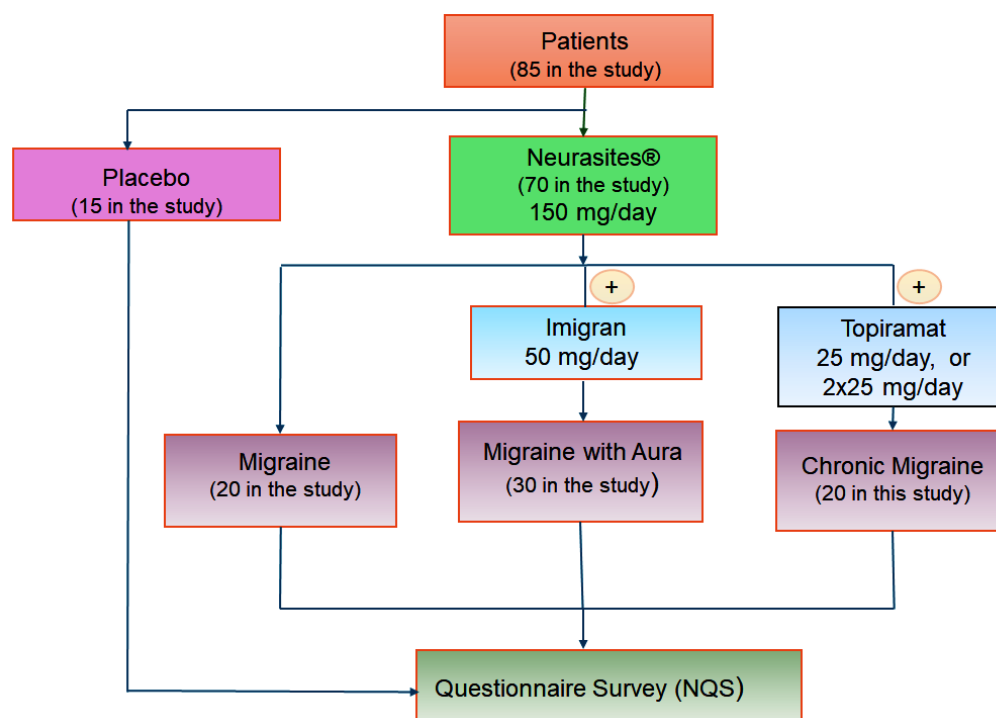 Patients
(85 in the study)
Placebo
(15 in the study)
Neurasites®
(70 in the study)
150 mg/day
+
+
Imigran
50 mg/day
Topiramat
25 mg/day, or
2x25 mg/day
Migraine
(20 in the study)
Migraine with Aura
(30 in the study)
Chronic Migraine
(20 in this study)
Questionnaire Survey (NQS)